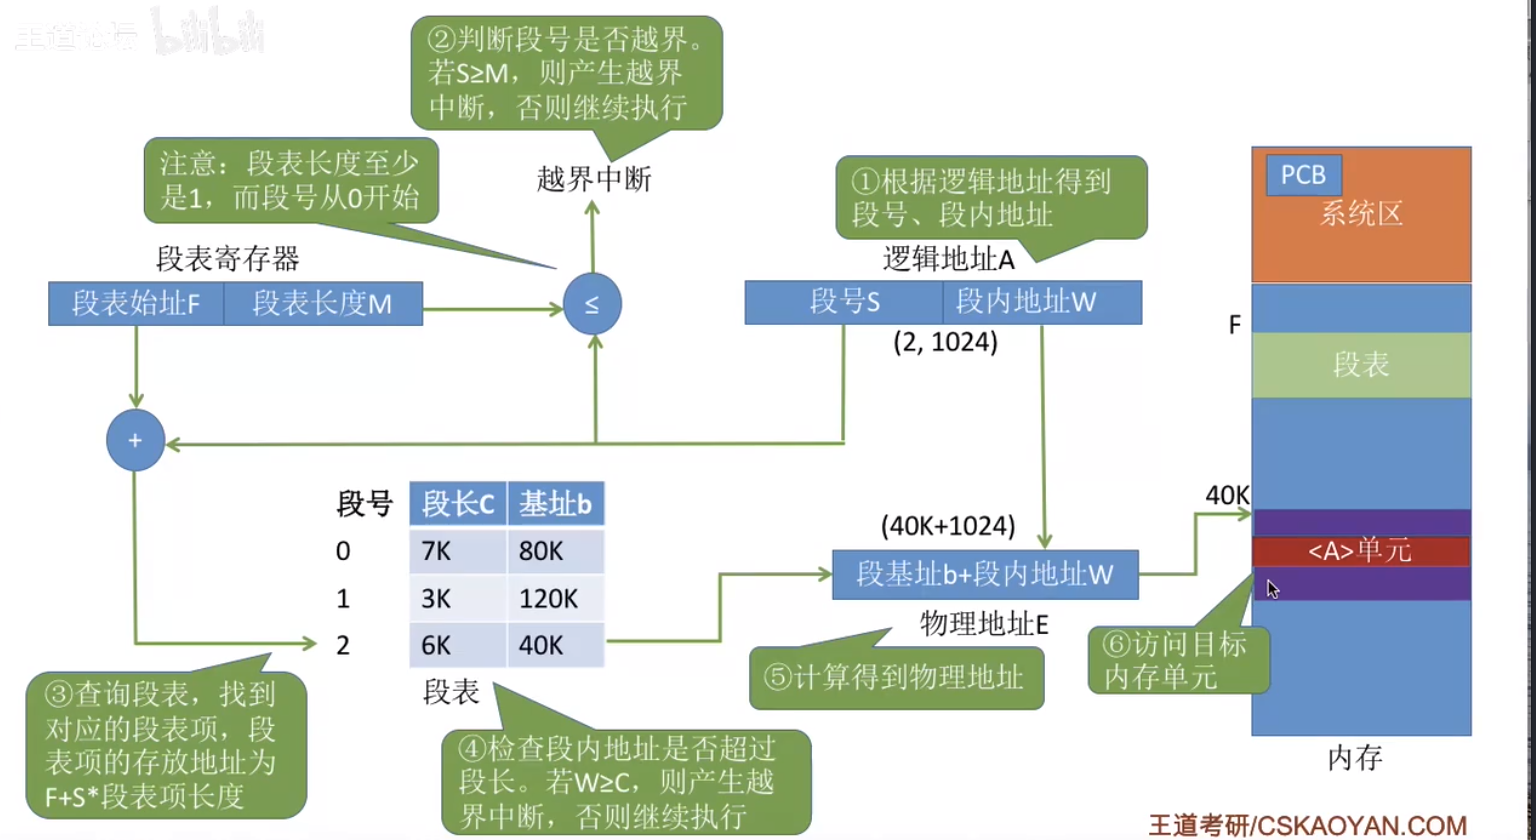 王道论坛 bilibili
②判断段号是否越界。
若S≥M，则产生越界
中断，否则继续执行
注意：段表长度至少
是1，而段号从0开始
越界中断
①根据逻辑地址得到
段号、段内地址
PCB
系统区
段表寄存器
逻辑地址A
段表始址F 段表长度M
≤
段号S 段内地址W
(2, 1024)
F
段表
+
段号 段长C 基址b
0 7K 80K
1 3K 120K
2 6K 40K
段表
(40K+1024)
段基址b+段内地址W
物理地址E
40K
<A>单元
③查询段表，找到
对应的段表项，段
表项的存放地址为
F+S*段表项长度
④检查段内地址是否超过
段长。若W≥C，则产生越
界中断，否则继续执行
⑤计算得到物理地址
⑥访问目标
内存单元
内存
王道考研/CSKAOYAN.COM